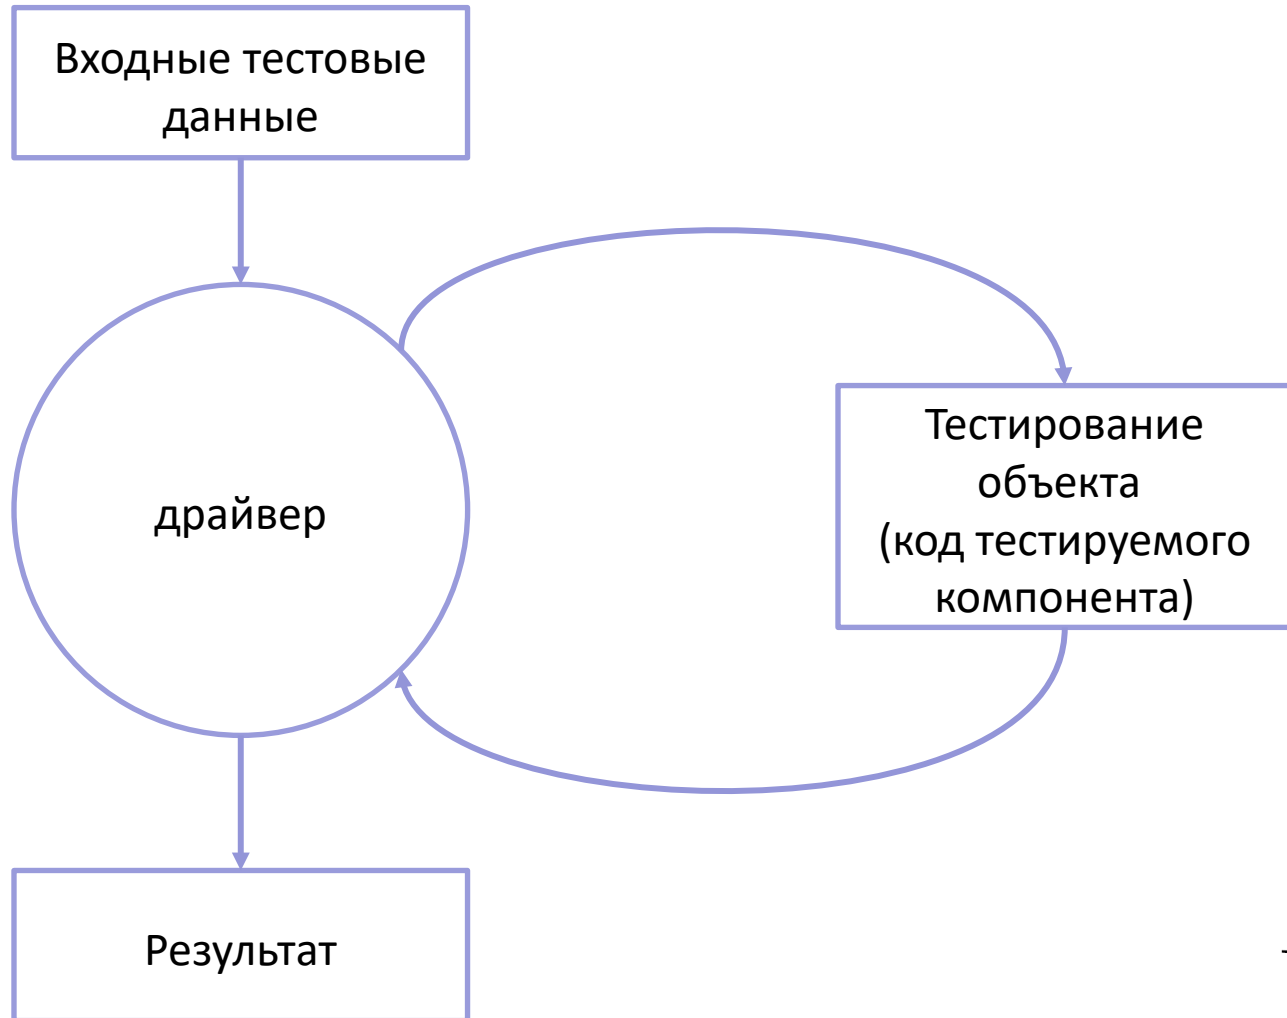 Входные тестовые
данные
драйвер
Тестирование
объекта
(код тестируемого
компонента)
Результат